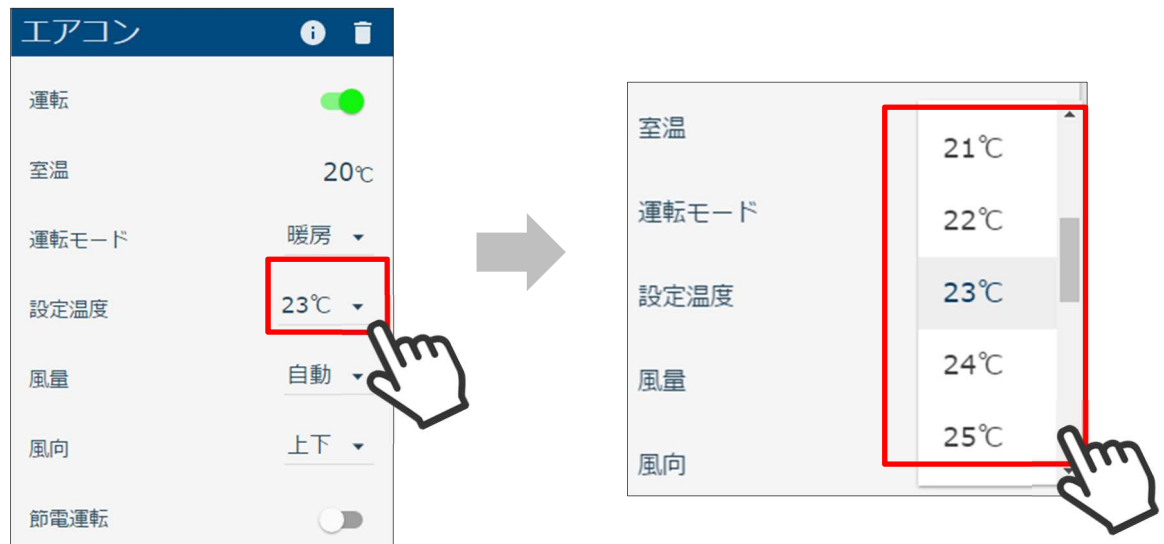 エアコン
運転
室温 20℃
運転モード 暖房
設定温度 23℃
風量 自動
風向 上下
節電運転
室温
運転モード
設定温度
風量
風向
21℃
22℃
23℃
24℃
25℃